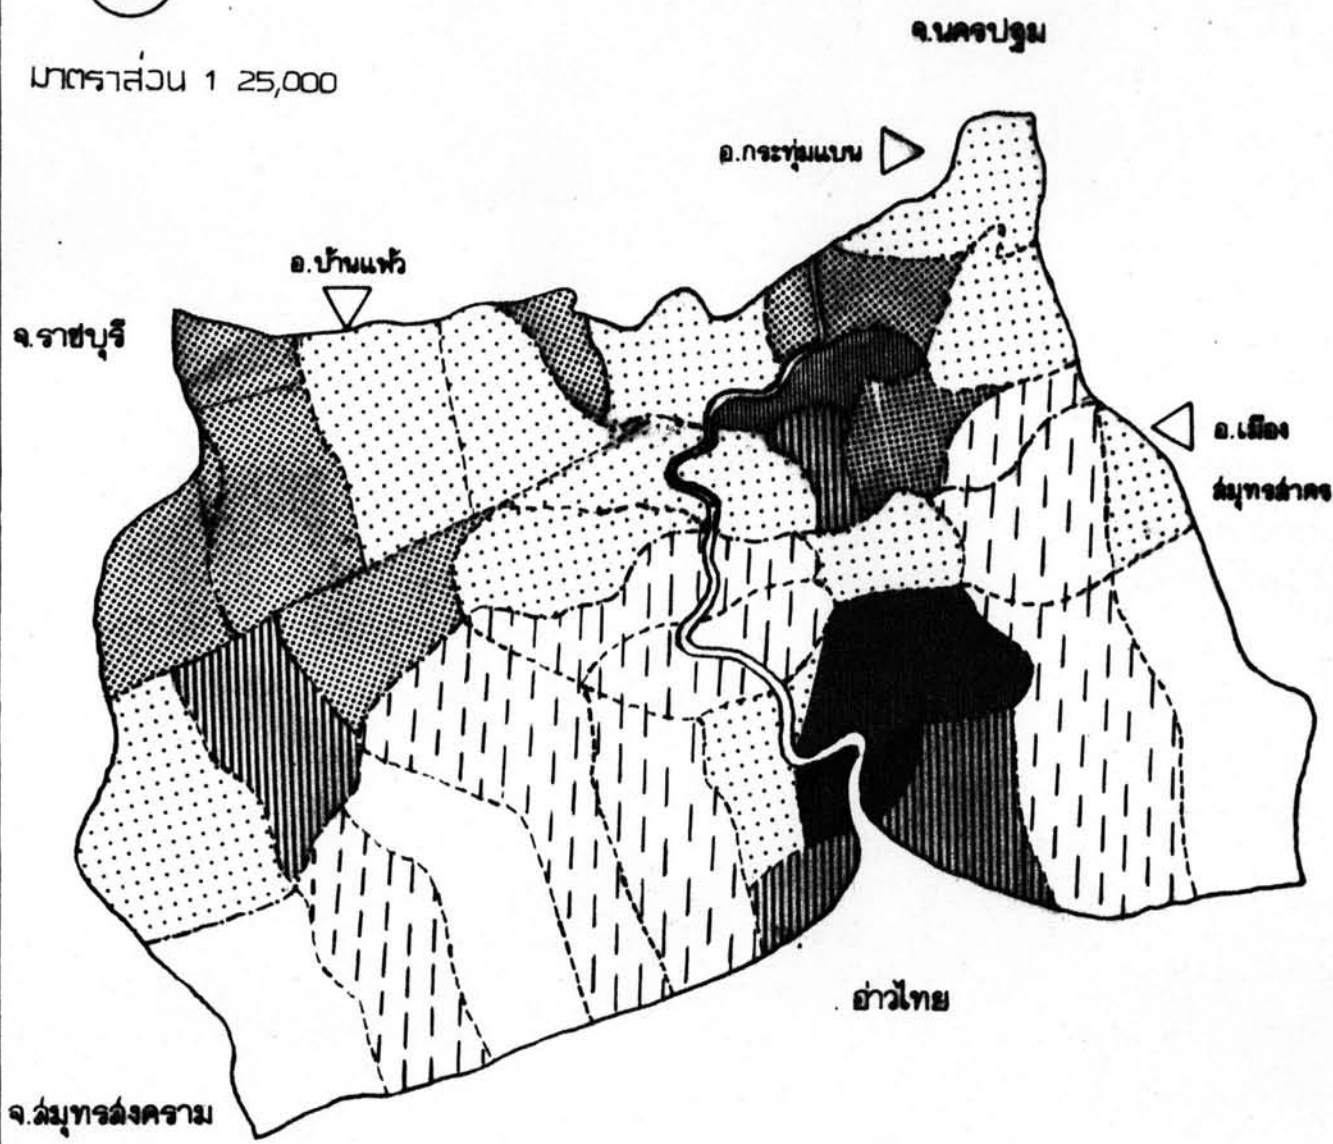 จ.นครปฐม
มาตราส่วน 1 25,000
อ.กระทุ่มแบน
อ.บ้านแพ้ว
จ.ราชบุรี
อ.เมือง
สมุทรสาคร
อ่าวไทย
จ.สมุทรสงคราม